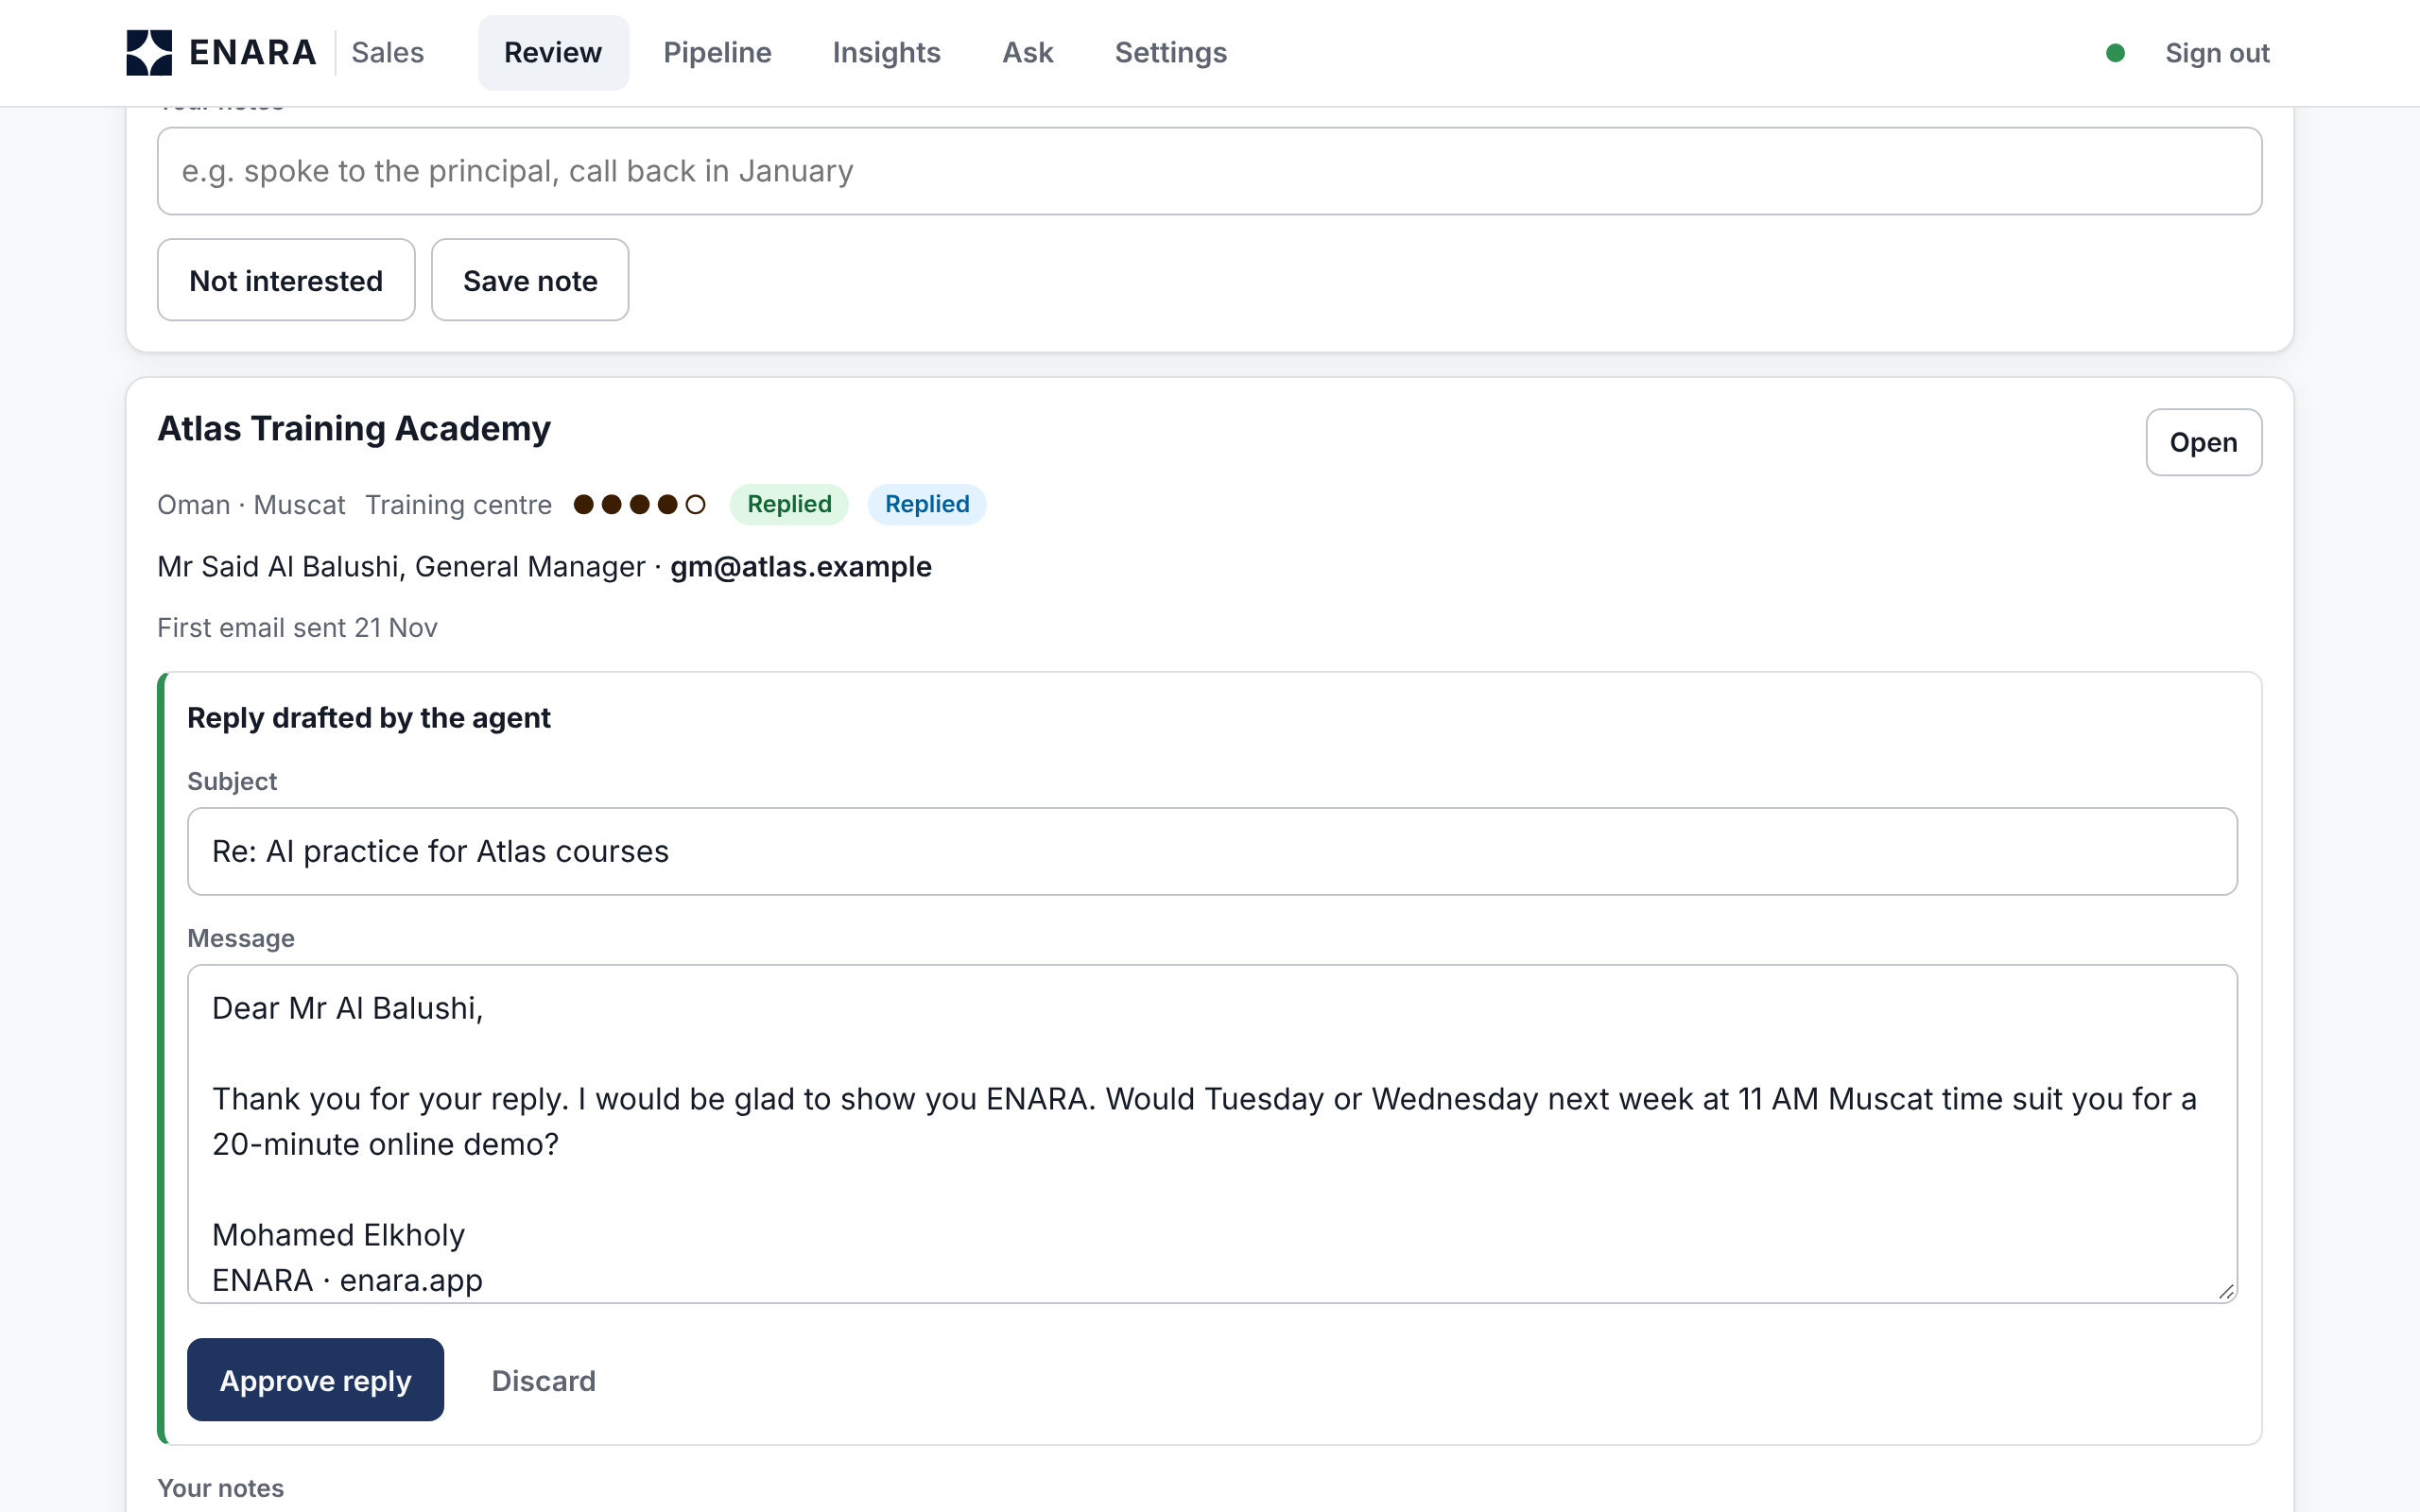 ENARA Sales Review Pipeline Insights Ask Settings Sign out
e.g. spoke to the principal, call back in January
Not interested Save note
Atlas Training Academy
Open
Oman · Muscat Training centre Replied Replied
Mr Said Al Balushi, General Manager · gm@atlas.example
First email sent 21 Nov
Reply drafted by the agent
Subject
Re: AI practice for Atlas courses
Message
Dear Mr Al Balushi,
Thank you for your reply. I would be glad to show you ENARA. Would Tuesday or Wednesday next week at 11 AM Muscat time suit you for a
20-minute online demo?
Mohamed Elkholy
ENARA · enara.app
Approve reply Discard
Your notes